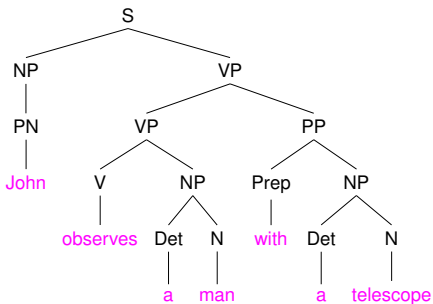 S
NP VP
PN VP PP
John V NP Prep NP
observes Det N with Det N
a man a telescope